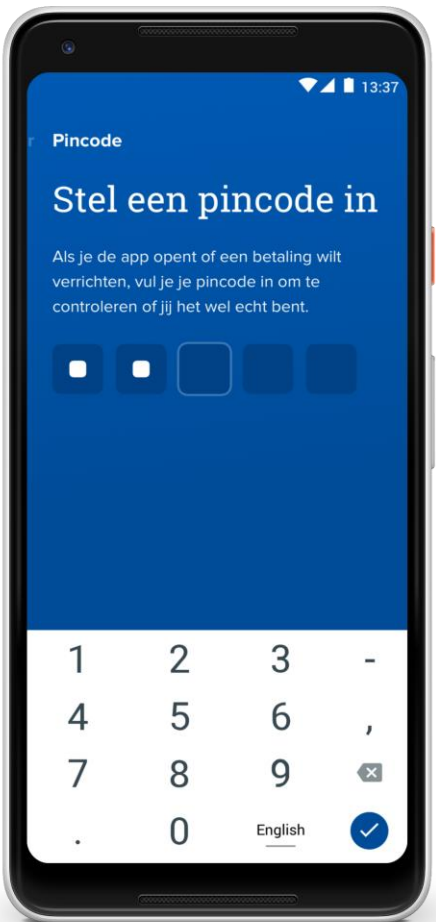 13:37
r Pincode
Stel een pincode in
Als je de app opent of een betaling wilt
verrichten, vul je je pincode in om te
controleren of jij het wel echt bent.
1 2 3 -
4 5 6 ,
7 8 9
. 0 English